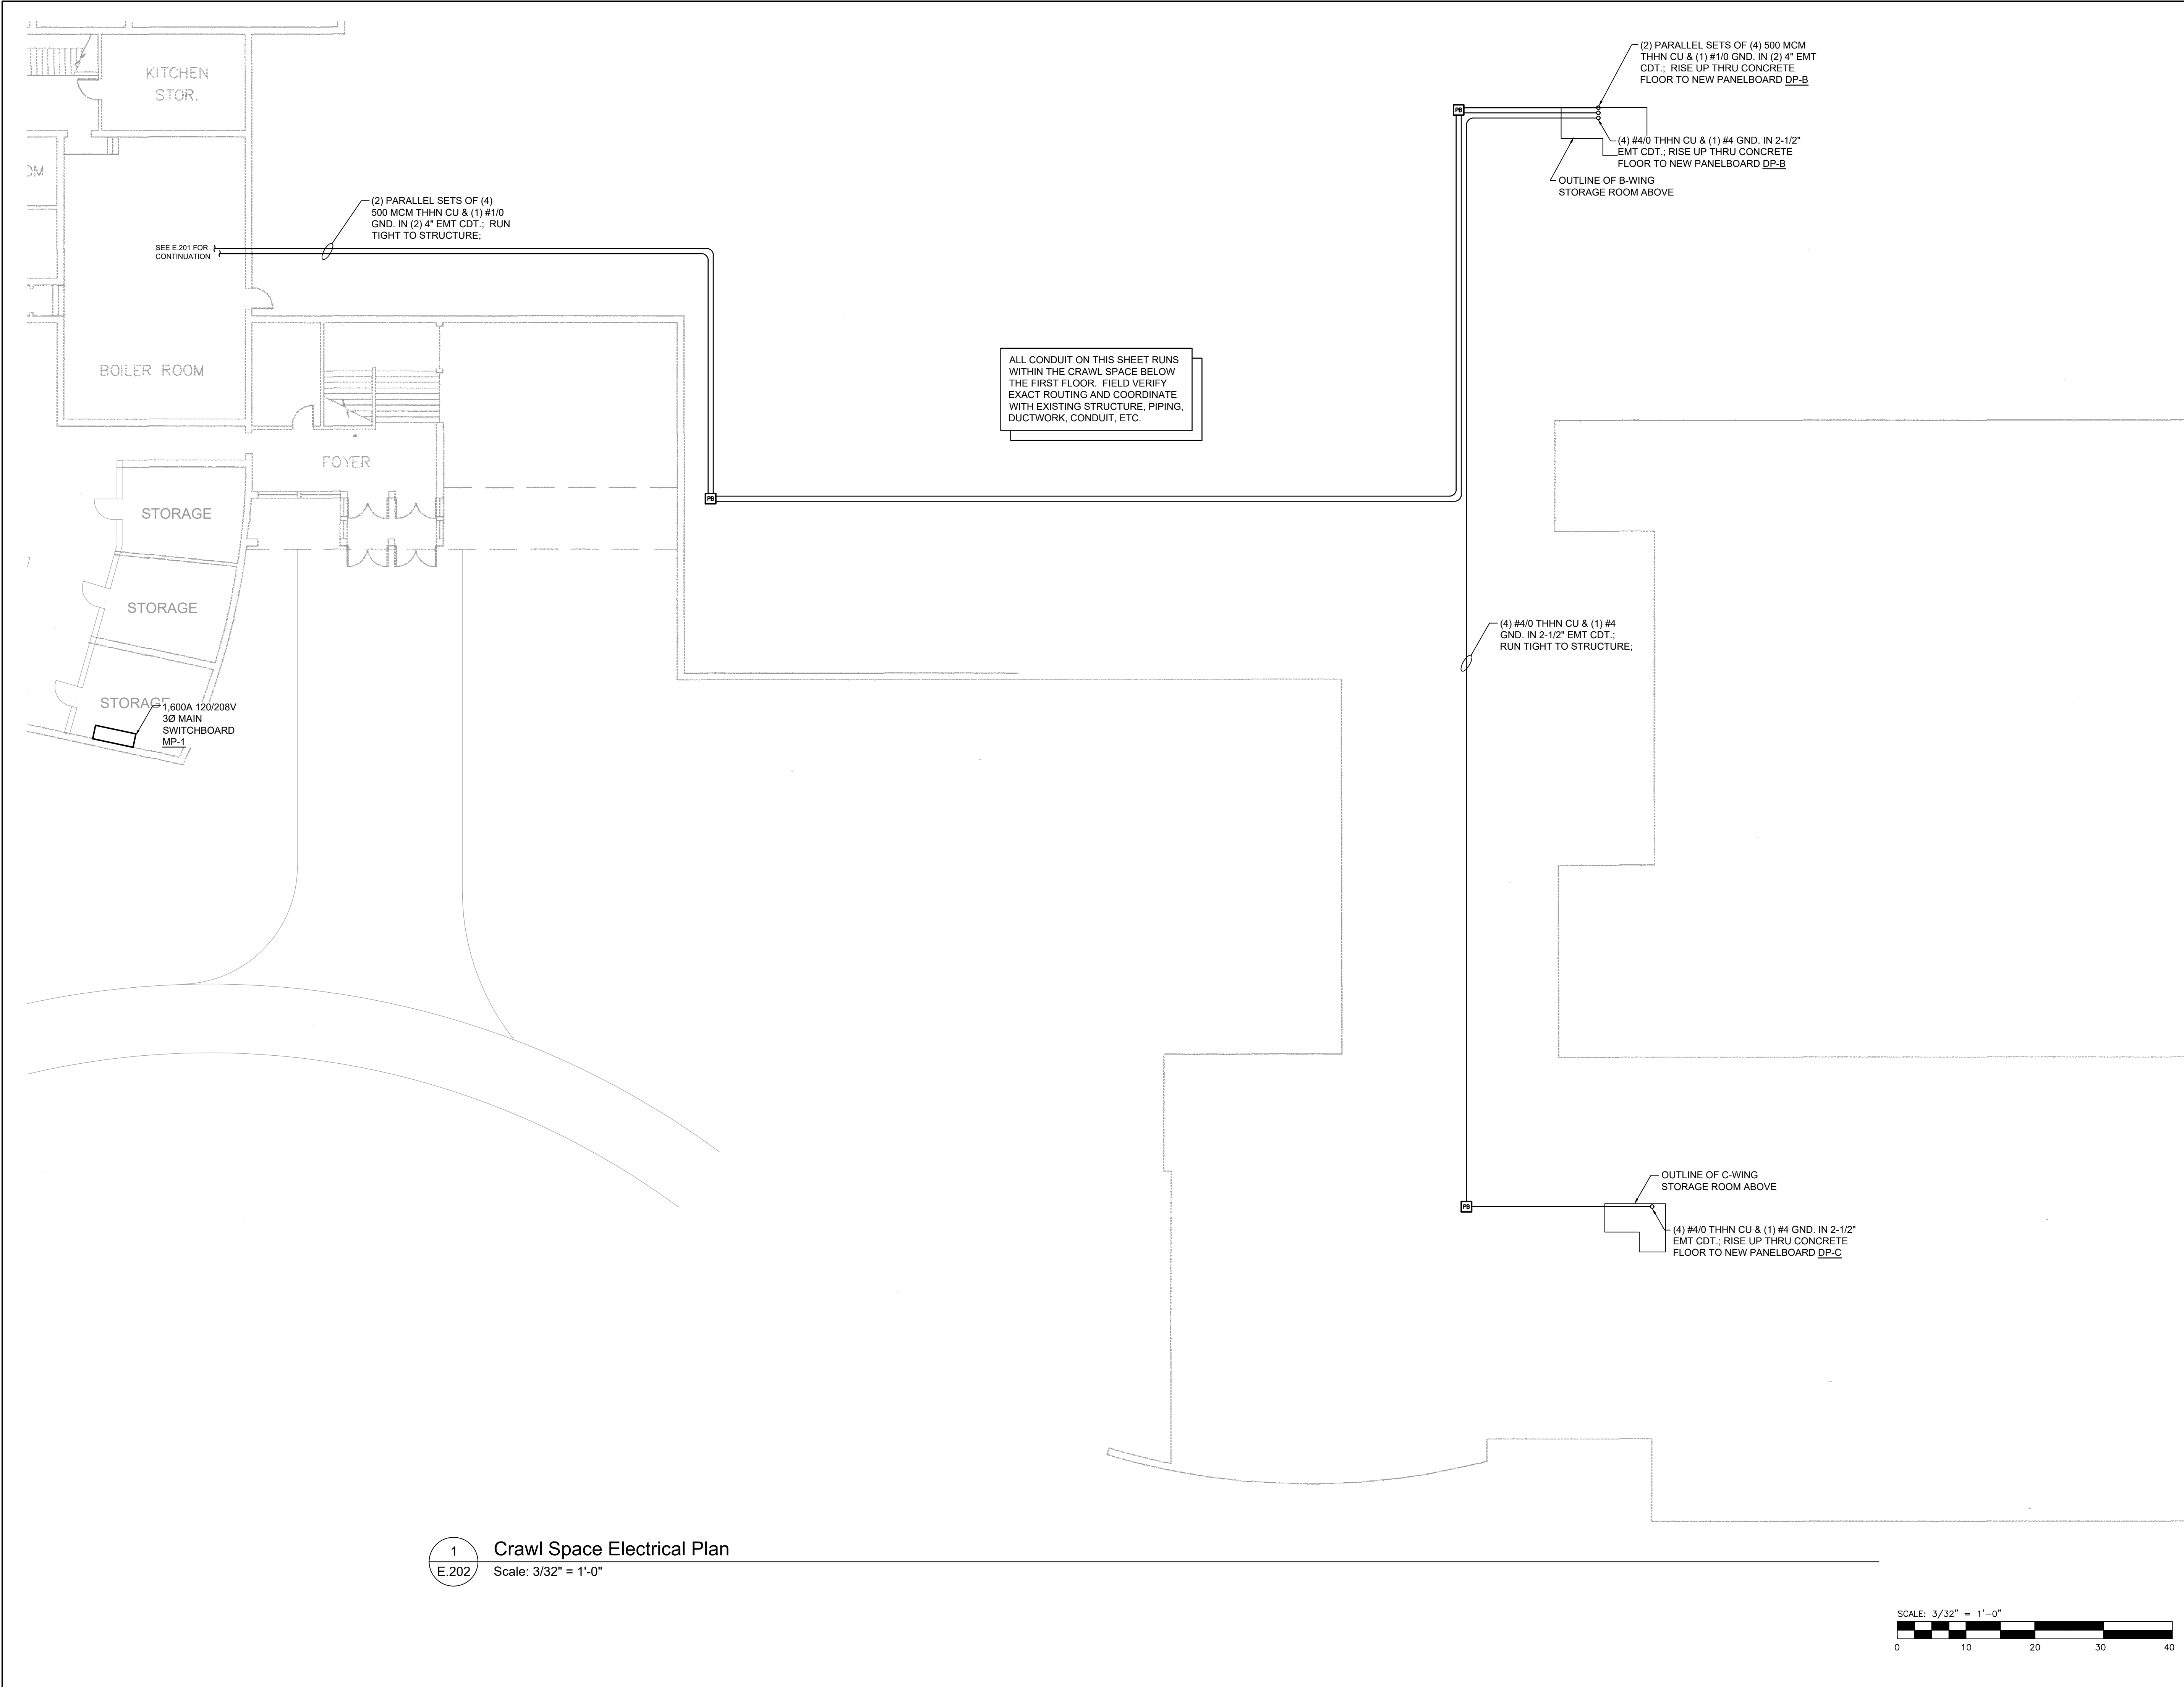 KITCHEN
STOR.
OM
(2) PARALLEL SETS OF (4) 500 MCM
THHN CU & (1) #1/0 GND. IN (2) 4" EMT
CDT.;  RISE UP THRU CONCRETE
FLOOR TO NEW PANELBOARD DP-B
PB
(4) #4/0 THHN CU & (1) #4 GND. IN 2-1/2"
EMT CDT.; RISE UP THRU CONCRETE
FLOOR TO NEW PANELBOARD DP-B
OUTLINE OF B-WING
STORAGE ROOM ABOVE
(2) PARALLEL SETS OF (4)
500 MCM THHN CU & (1) #1/0
GND. IN (2) 4" EMT CDT.;  RUN
TIGHT TO STRUCTURE;
SEE E.201 FOR
CONTINUATION
BOILER ROOM
ALL CONDUIT ON THIS SHEET RUNS
WITHIN THE CRAWL SPACE BELOW
THE FIRST FLOOR.  FIELD VERIFY
EXACT ROUTING AND COORDINATE
WITH EXISTING STRUCTURE, PIPING,
DUCTWORK, CONDUIT, ETC.
FOYER
PB
STORAGE
STORAGE
STORAGE
1,600A 120/208V
3Ø MAIN
SWITCHBOARD
MP-1
(4) #4/0 THHN CU & (1) #4
GND. IN 2-1/2" EMT CDT.;
RUN TIGHT TO STRUCTURE;
OUTLINE OF C-WING
STORAGE ROOM ABOVE
PB
(4) #4/0 THHN CU & (1) #4 GND. IN 2-1/2"
EMT CDT.; RISE UP THRU CONCRETE
FLOOR TO NEW PANELBOARD DP-C
1
E.202
Crawl Space Electrical Plan
Scale: 3/32" = 1'-0"
SCALE: 3/32" = 1'-0"
0 10 20 30 40